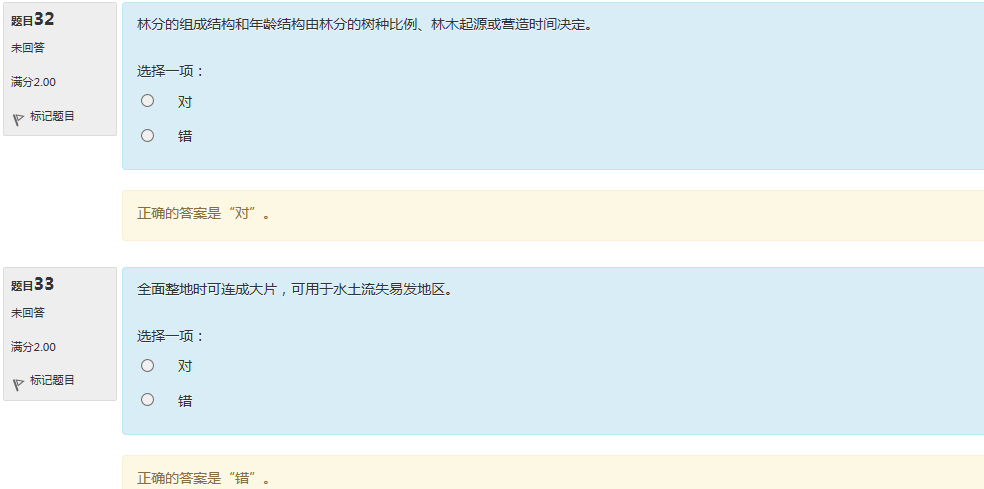 题目32
未回答
满分2.00
标记题目
林分的组成结构和年龄结构由林分的树种比例、林木起源或营造时间决定。
选择一项：
对
错
正确的答案是“对”。
题目33
未回答
满分2.00
标记题目
全面整地时可连成大片，可用于水土流失易发地区。
选择一项：
对
错
正确的答案是“错”。